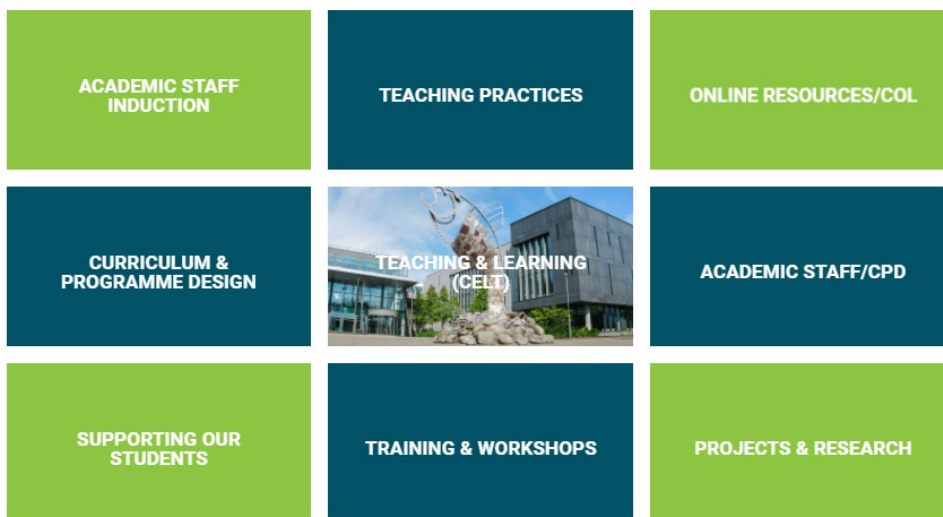 ACADEMIC STAFF
INDUCTION
TEACHING PRACTICES
ONLINE RESOURCES/COL
CURRICULUM &
PROGRAMME DESIGN
TEACHING & LEARNING
(CELT)
ACADEMIC STAFF/CPD
SUPPORTING OUR
STUDENTS
TRAINING & WORKSHOPS
PROJECTS & RESEARCH